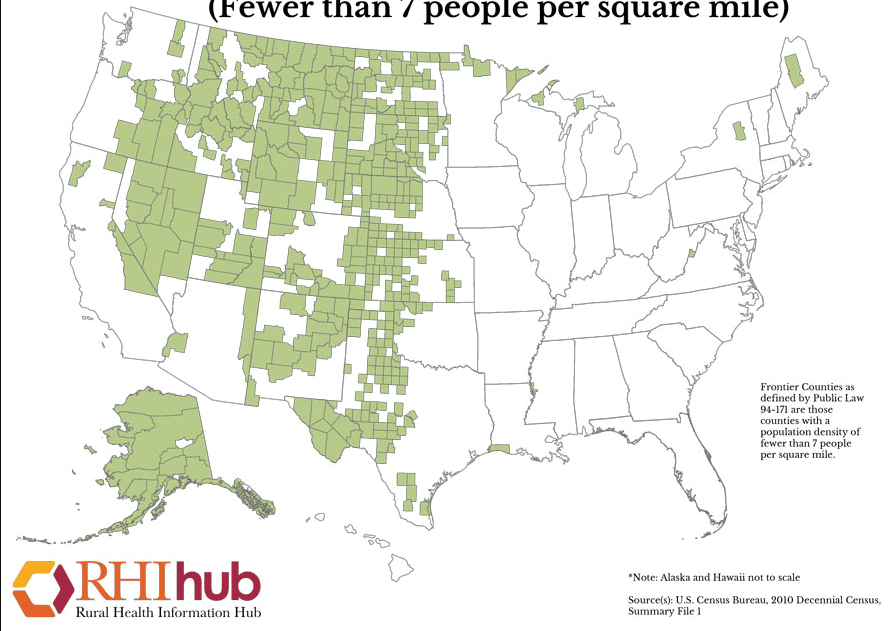 (Fewer than 7 people per square mile)
Frontier Counties as
defined by Public Law
94-171 are those
counties with a
population density of
fewer than 7 people
per square mile.
RHIhub
Rural Health Information Hub
*Note: Alaska and Hawaii not to scale
Source(s): U.S. Census Bureau, 2010 Decennial Census,
Summary File 1